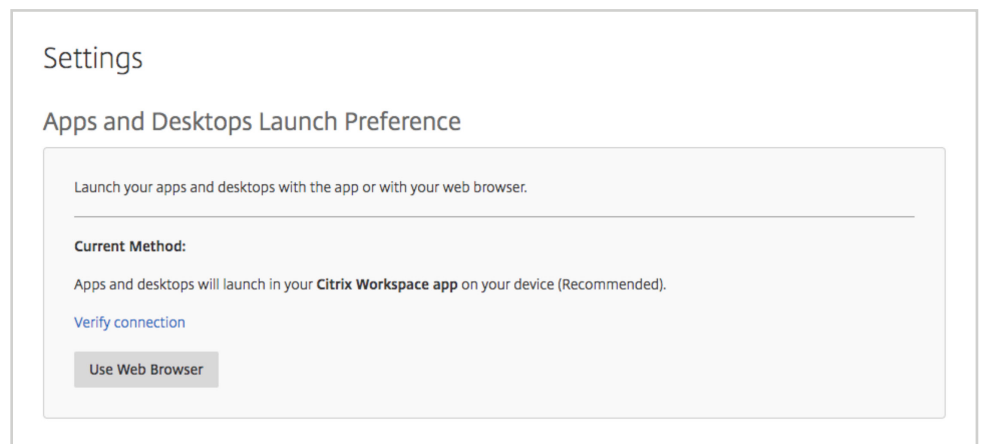 Settings
Apps and Desktops Launch Preference
Launch your apps and desktops with the app or with your web browser.
Current Method:
Apps and desktops will launch in your Citrix Workspace app on your device (Recommended).
Verify connection
Use Web Browser